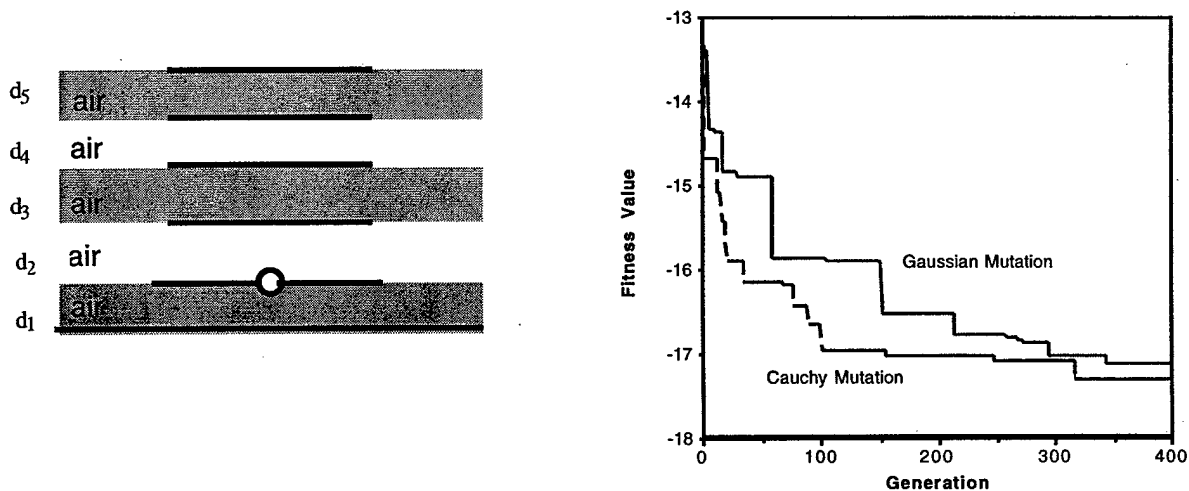 d5
air
d4
air
d3
air
d2
air
d1
air
-13
-14
-15
-16
-17
-18
Fitness Value
Gaussian Mutation
Cauchy Mutation
0
100
200
300
400
Generation